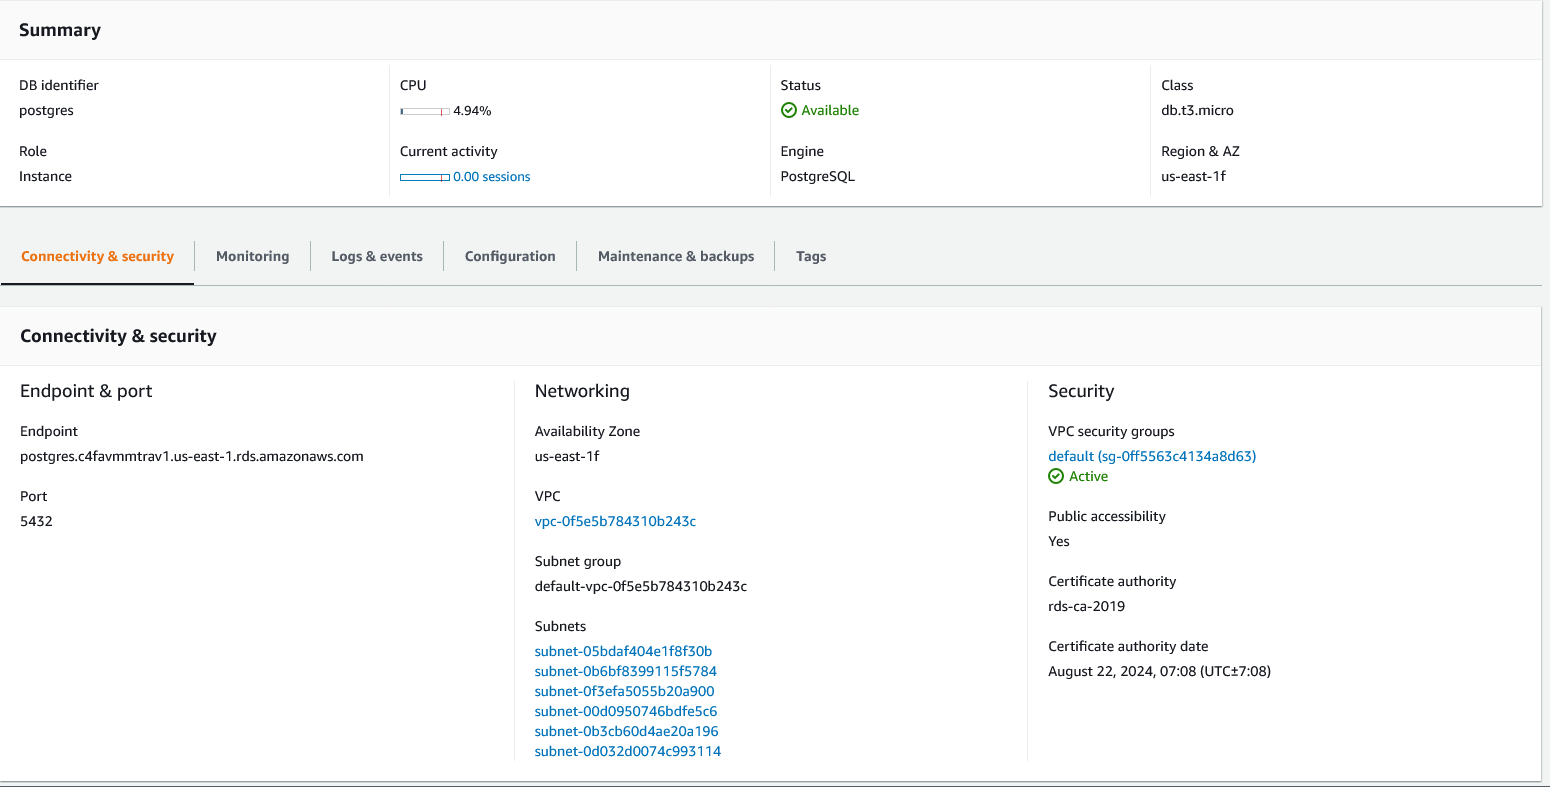 Summary
DB identifier
postgres
CPU
4.94%
Status
Available
Class
db.t3.micro
Role
Instance
Current activity
0.00 sessions
Engine
PostgreSQL
Region & AZ
us-east-1f
Connectivity & security
Monitoring
Logs & events
Configuration
Maintenance & backups
Tags
Connectivity & security
Endpoint & port
Endpoint
postgres.c4favmmtrav1.us-east-1.rds.amazonaws.com
Port
5432
Networking
Availability Zone
us-east-1f
VPC
vpc-0f5e5b784310b243c
Subnet group
default-vpc-0f5e5b784310b243c
Subnets
subnet-05bdaf404e1f8f30b
subnet-0b6bf8399115f5784
subnet-0f3efa5055b20a900
subnet-00d0950746bdfe5c6
subnet-0b3cb60d4ae20a196
subnet-0d032d0074c993114
Security
VPC security groups
default (sg-0ff5563c4134a8d63)
Active
Public accessibility
Yes
Certificate authority
rds-ca-2019
Certificate authority date
August 22, 2024, 07:08 (UTC±7:08)